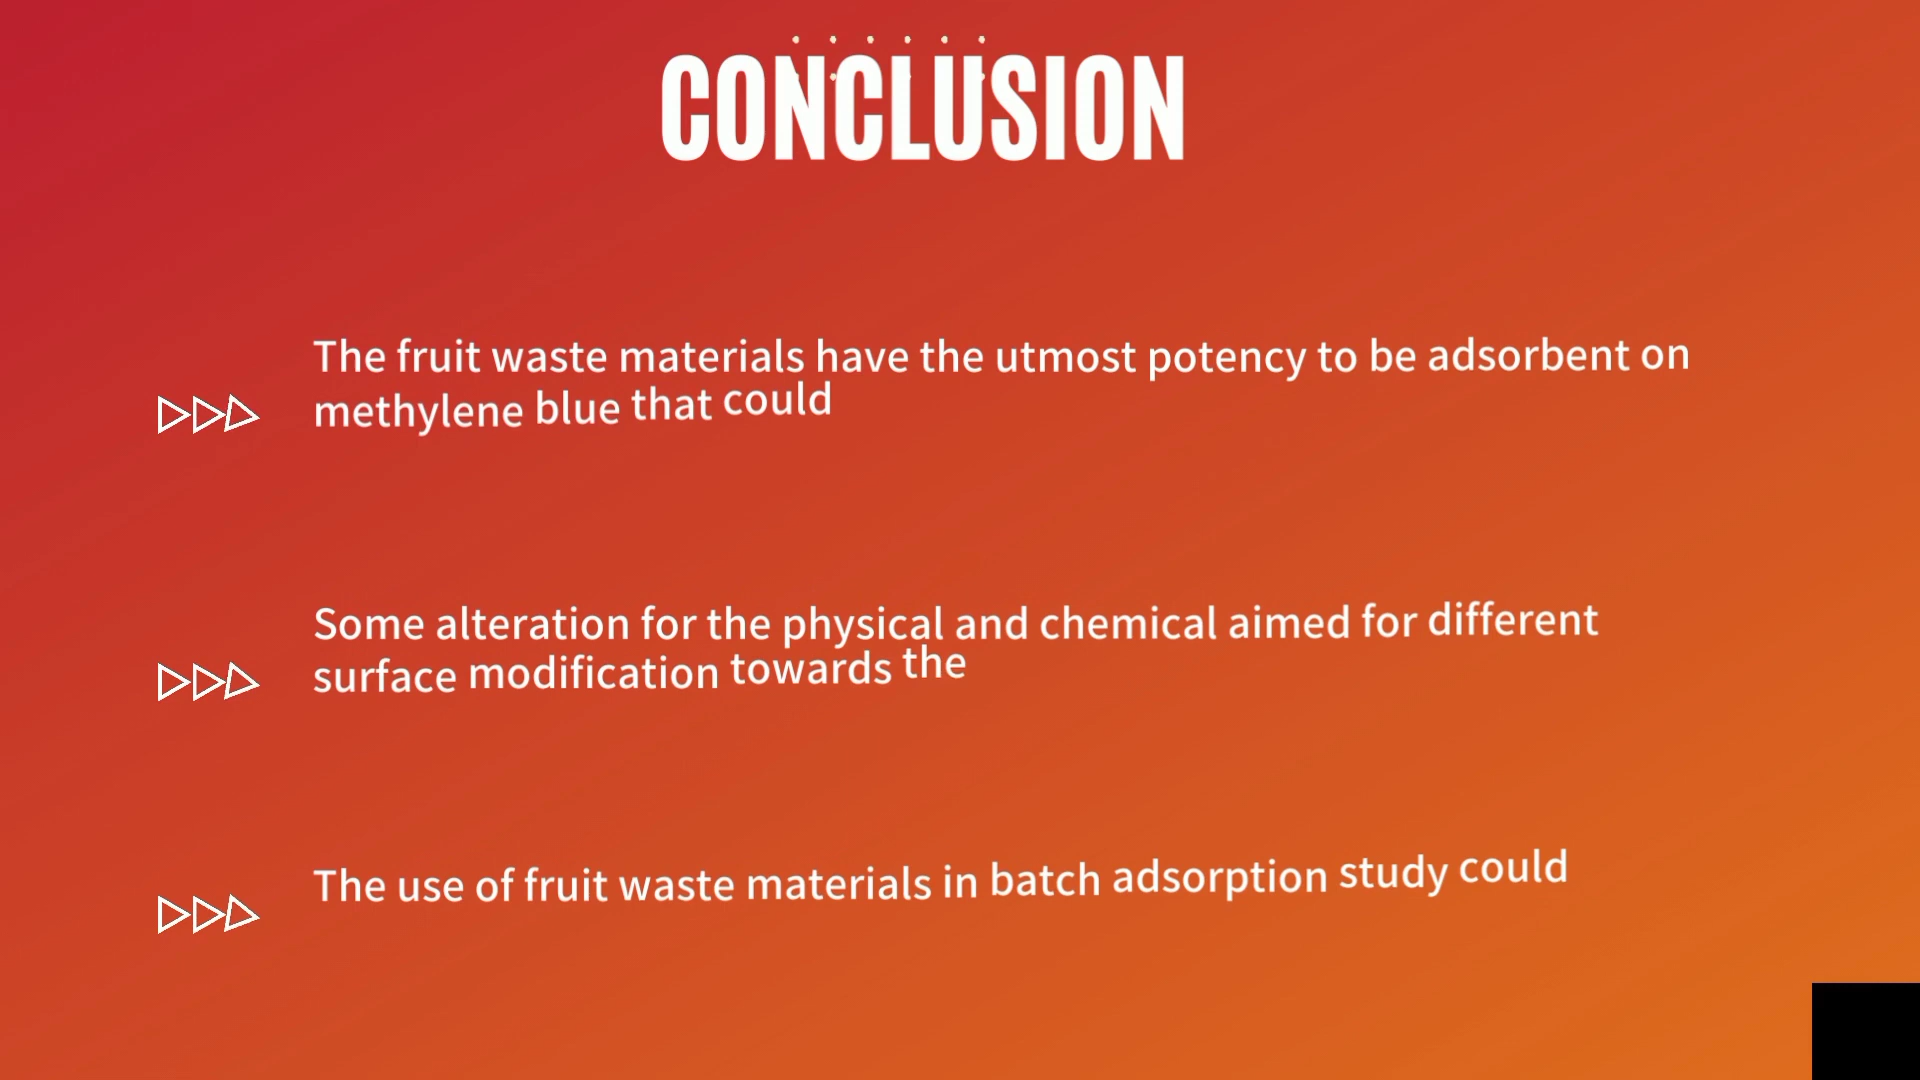 CONCLUSION
The fruit waste materials have the utmost potency to be adsorbent on
methylene blue that could
Some alteration for the physical and chemical aimed for different
surface modification towards the
The use of fruit waste materials in batch adsorption study could